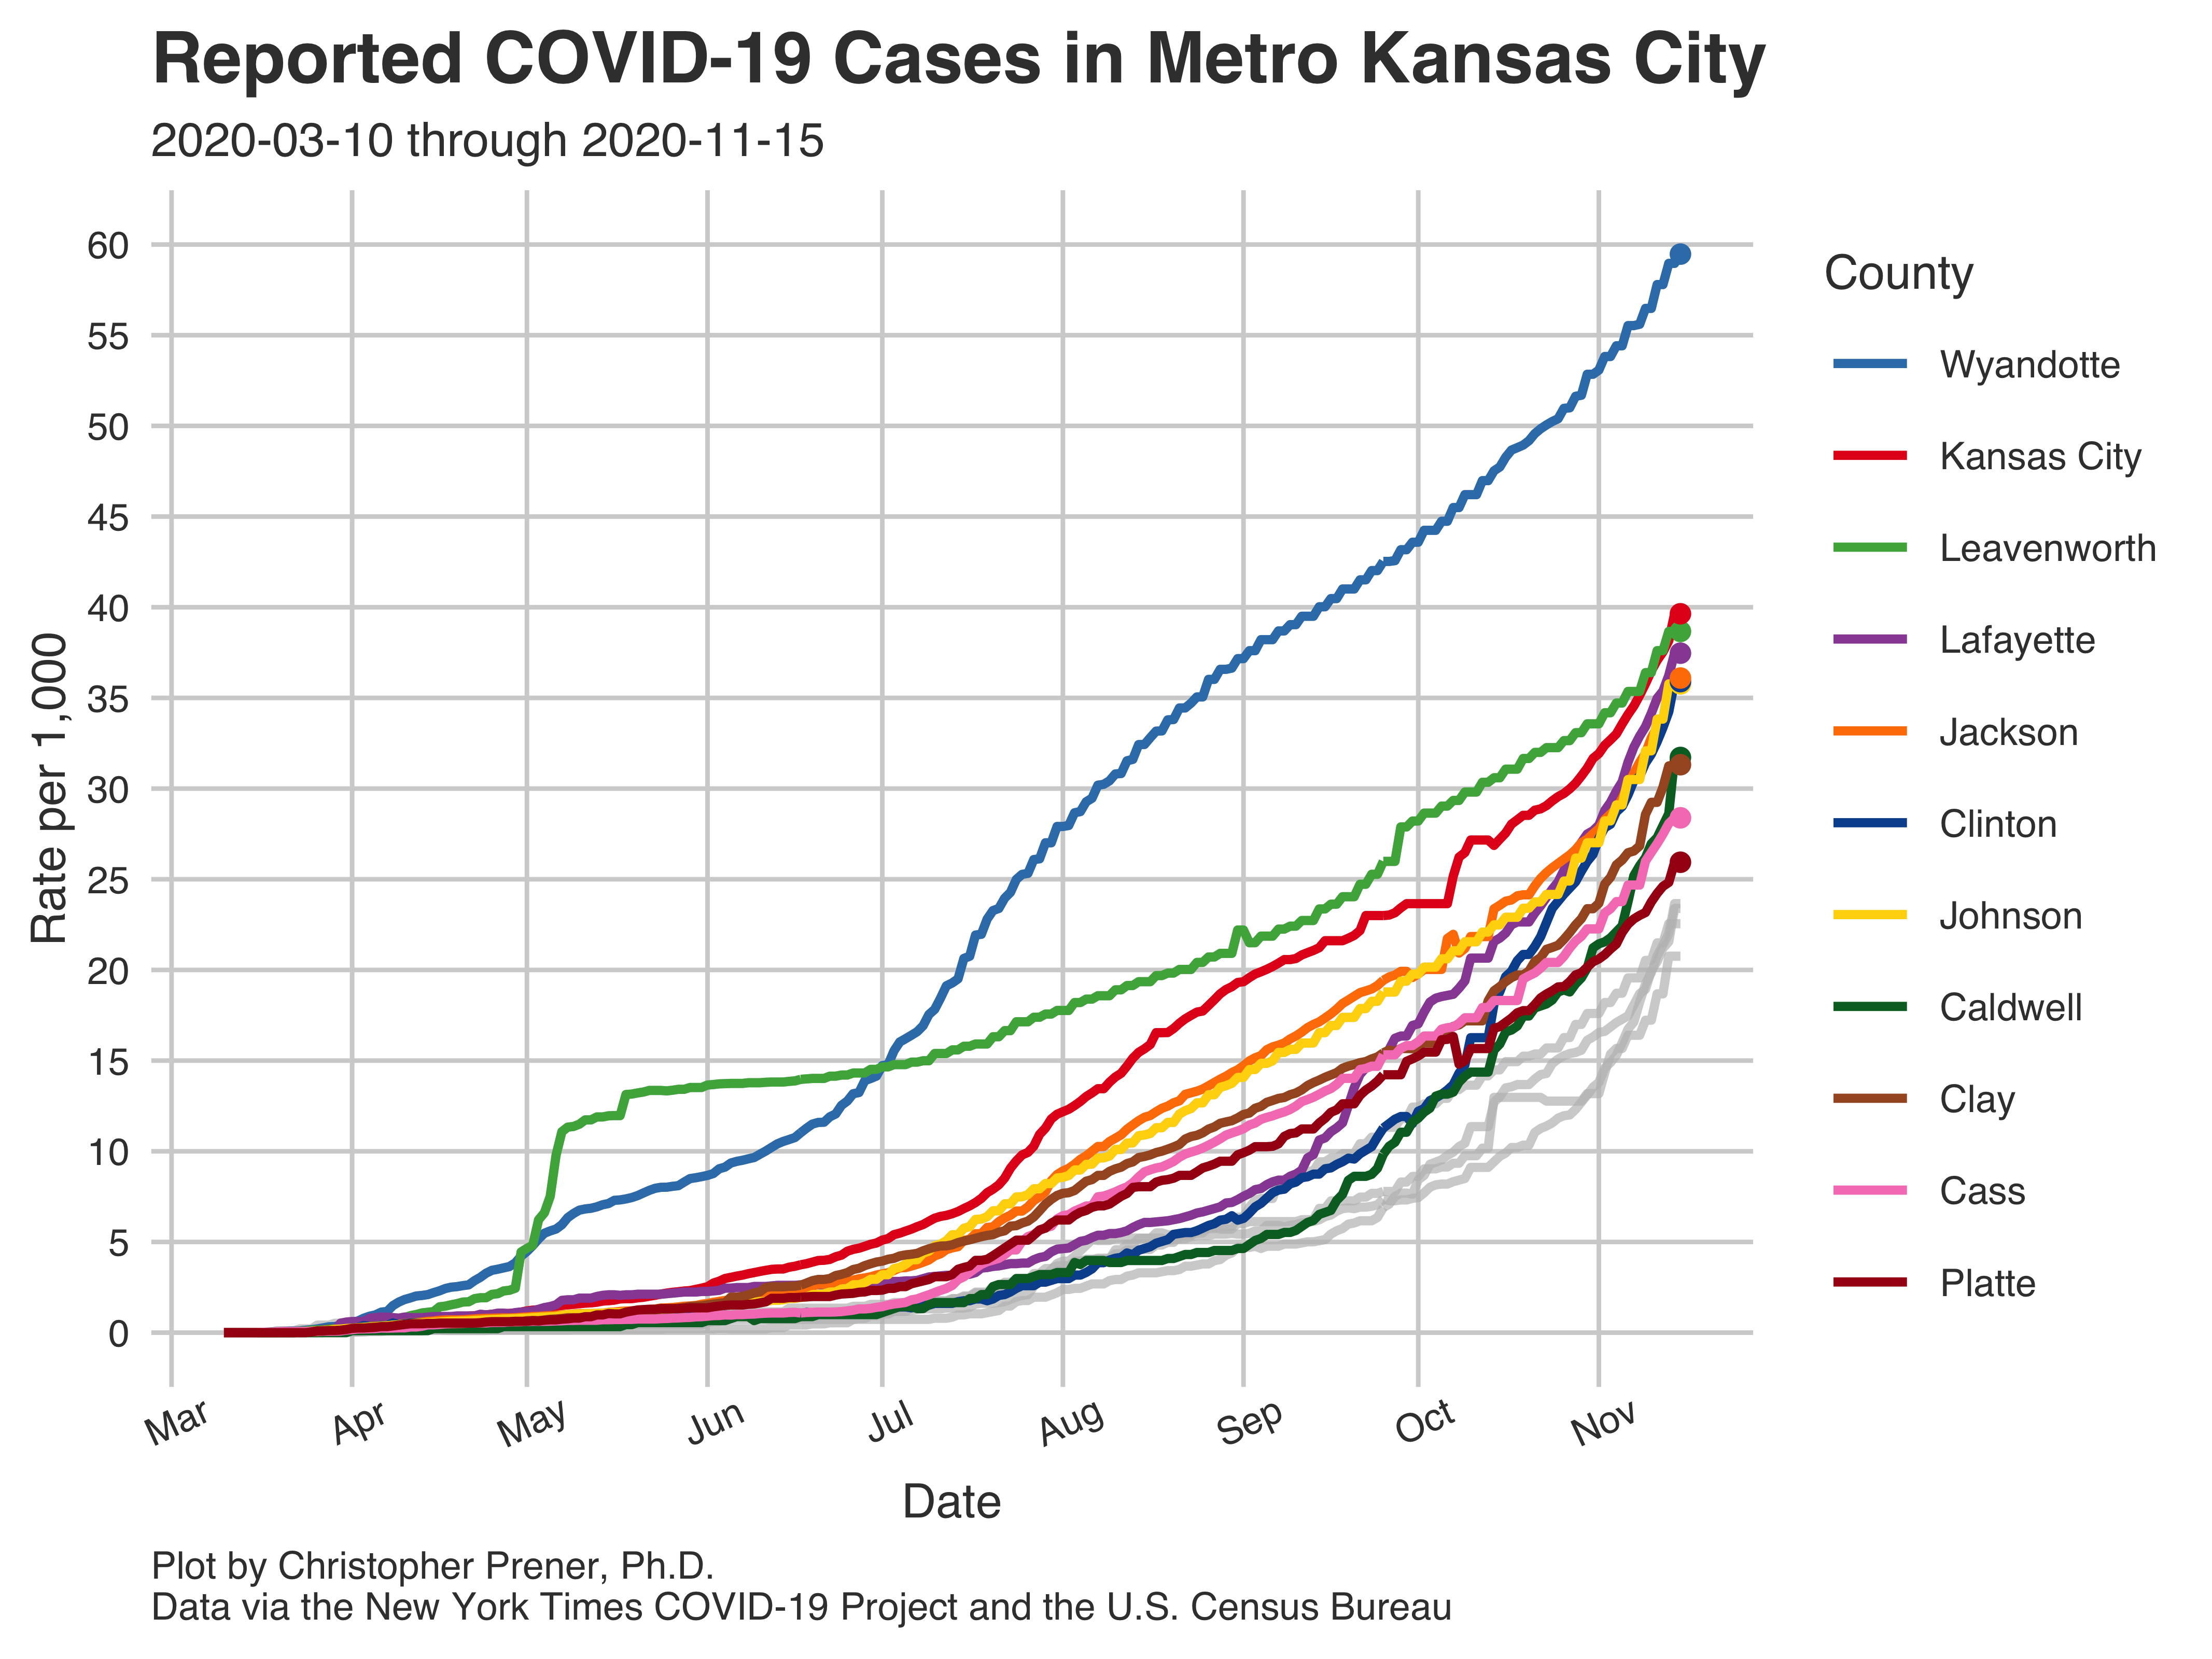 Reported COVID-19 Cases in Metro Kansas City
2020-03-10 through 2020-11-15
60
55
50
45
40
35
30
25
20
15
10
5
0
Rate per 1,000
Mar
Apr
May
Jun
Jul
Aug
Sep
Oct
Nov
Date
County
Wyandotte
Kansas City
Leavenworth
Lafayette
Jackson
Clinton
Johnson
Caldwell
Clay
Cass
Platte
Plot by Christopher Prener, Ph.D.
Data via the New York Times COVID-19 Project and the U.S. Census Bureau